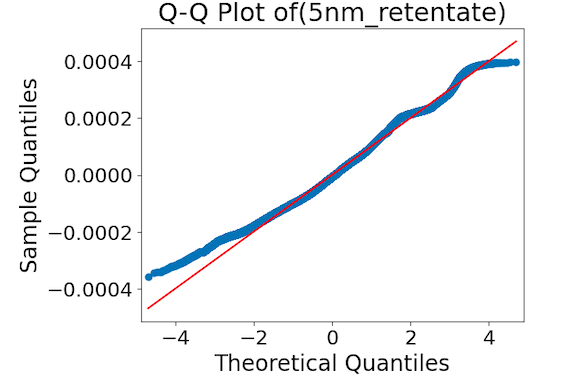 Q-Q Plot of(5nm_retentate)
0.0004
0.0002
0.0000
−0.0002
−0.0004
Sample Quantiles
−4 −2 0 2 4
Theoretical Quantiles